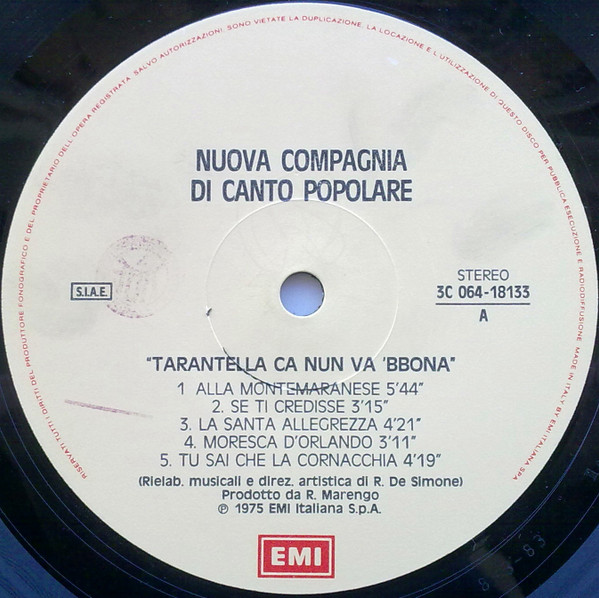 RISERVATI TUTTI I DIRITTI DEL PRODUTTORE FONOGRAFICO E DEL PROPRIETARIO DELL'OPERA REGISTRATA. SALVO AUTORIZZAZIONI, SONO VIETATE LA DUPLICAZIONE, LA LOCAZIONE E L'UTILIZZAZIONE DI QUESTO DISCO PER PUBBLICA ESECUZIONE E RADIODIFFUSIONE. MADE IN ITALY BY EMI ITALIANA SPA
NUOVA COMPAGNIA
DI CANTO POPOLARE
S.I.A.E.
STEREO
3C 064-18133
A
"TARANTELLA CA NUN VA 'BBONA"
1 ALLA MONTEMARANESE 5'44"
2. SE TI CREDISSE 3'15"
3. LA SANTA ALLEGREZZA 4'21"
4. MORESCA D'ORLANDO 3'11"
5. TU SAI CHE LA CORNACCHIA 4'19"
(Rielab. musicali e direz. artistica di R. De Simone)
Prodotto da R. Marengo
℗ 1975 EMI Italiana S.p.A.
EMI